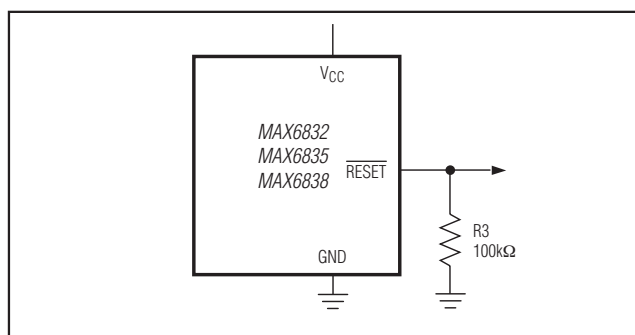 VCC
MAX6832
MAX6835
MAX6838
RESET
R3
100kΩ
GND